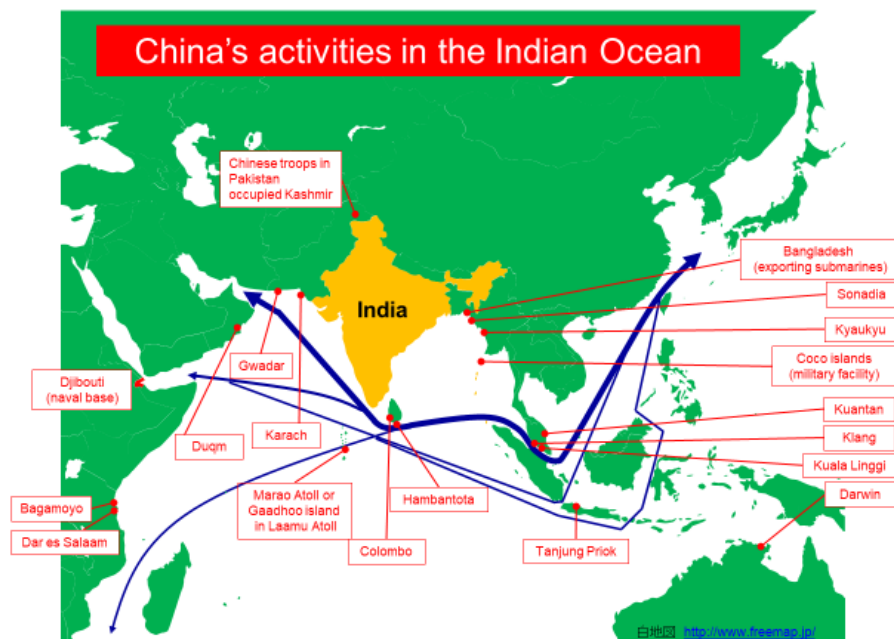 China's activities in the Indian Ocean
Chinese troops in
Pakistan
occupied Kashmir
Bangladesh
(exporting submarines)
Sonadia
India
Kyaukyu
Gwadar
Coco islands
(military facility)
Djibouti
(naval base)
Kuantan
Duqm
Karach
Klang
Kuala Linggi
Marao Atoll or
Gaadhoo island
in Laamu Atoll
Hambantota
Darwin
Bagamoyo
Dar es Salaam
Colombo
Tanjung Priok
白地図 http://www.freemap.jp/